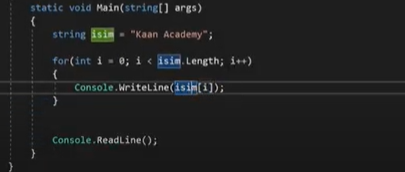 static void Main(string[] args)
{
string isim = "Kaan Academy";
for(int i = 0; i < isim.Length; i++)
{
Console.WriteLine(isim[i]);
}
Console.ReadLine();
}
}